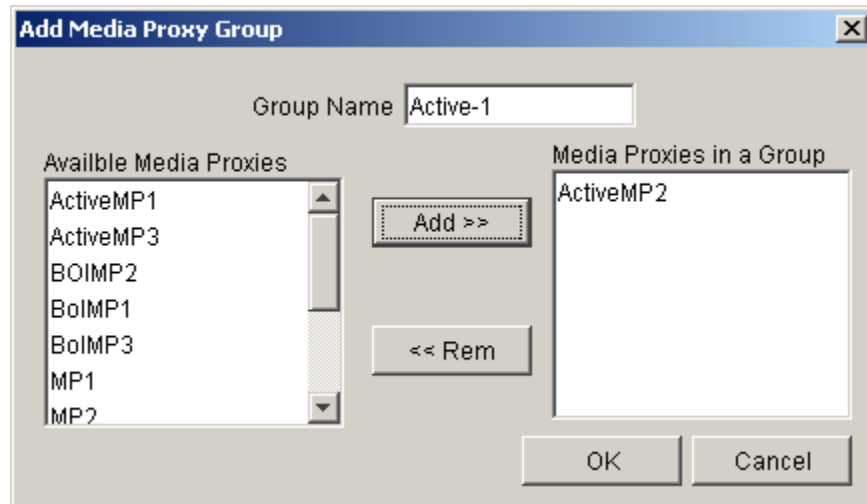 Add Media Proxy Group
Group Name Active-1
Availble Media Proxies
ActiveMP1
ActiveMP3
BOIMP2
BoIMP1
BoIMP3
MP1
MP2
Add >>
<< Rem
Media Proxies in a Group
ActiveMP2
OK
Cancel